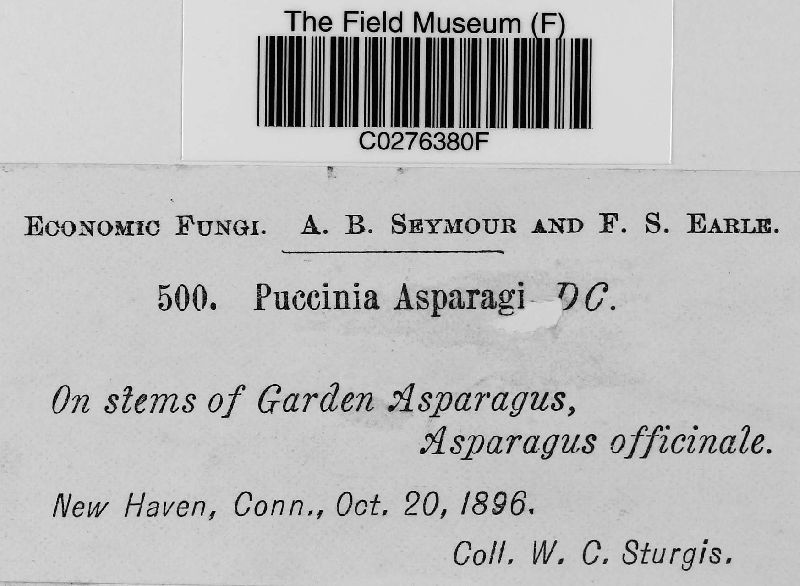 The Field Museum (F)
C0276380F
ECONOMIC FUNGI. A. B. SEYMOUR AND F. S. EARLE.
500. Puccinia Asparagi DC.
On stems of Garden Asparagus,
Asparagus officinale.
New Haven, Conn., Oct. 20, 1896.
Coll. W. C. Sturgis.